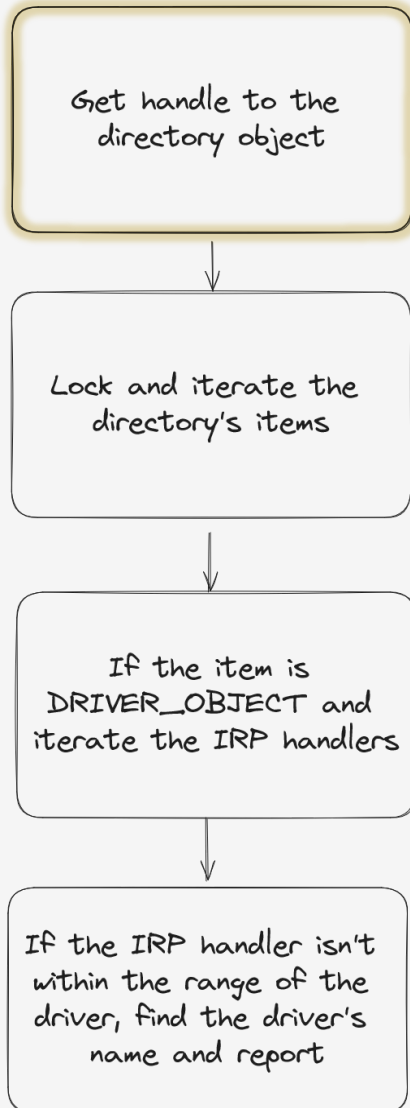 Get handle to the
directory object
Lock and iterate the
directory's items
If the item is
DRIVER_OBJECT and
iterate the IRP handlers
If the IRP handler isn't
within the range of the
driver, find the driver's
name and report